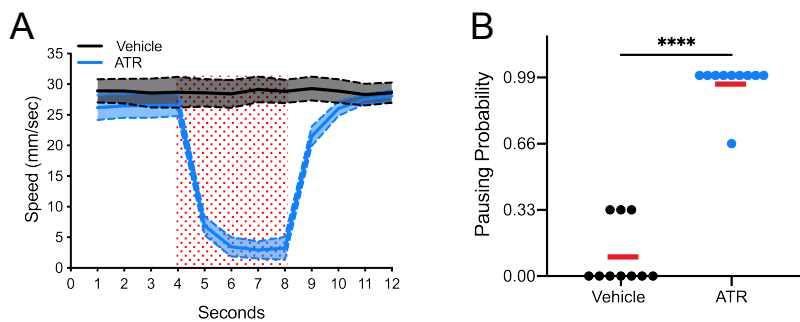 A
Vehicle
ATR
Speed (mm/sec)
35
30
25
20
15
10
5
0
0 1 2 3 4 5 6 7 8 9 10 11 12
Seconds
B
****
Pausing Probability
0.99
0.66
0.33
0.00
Vehicle ATR